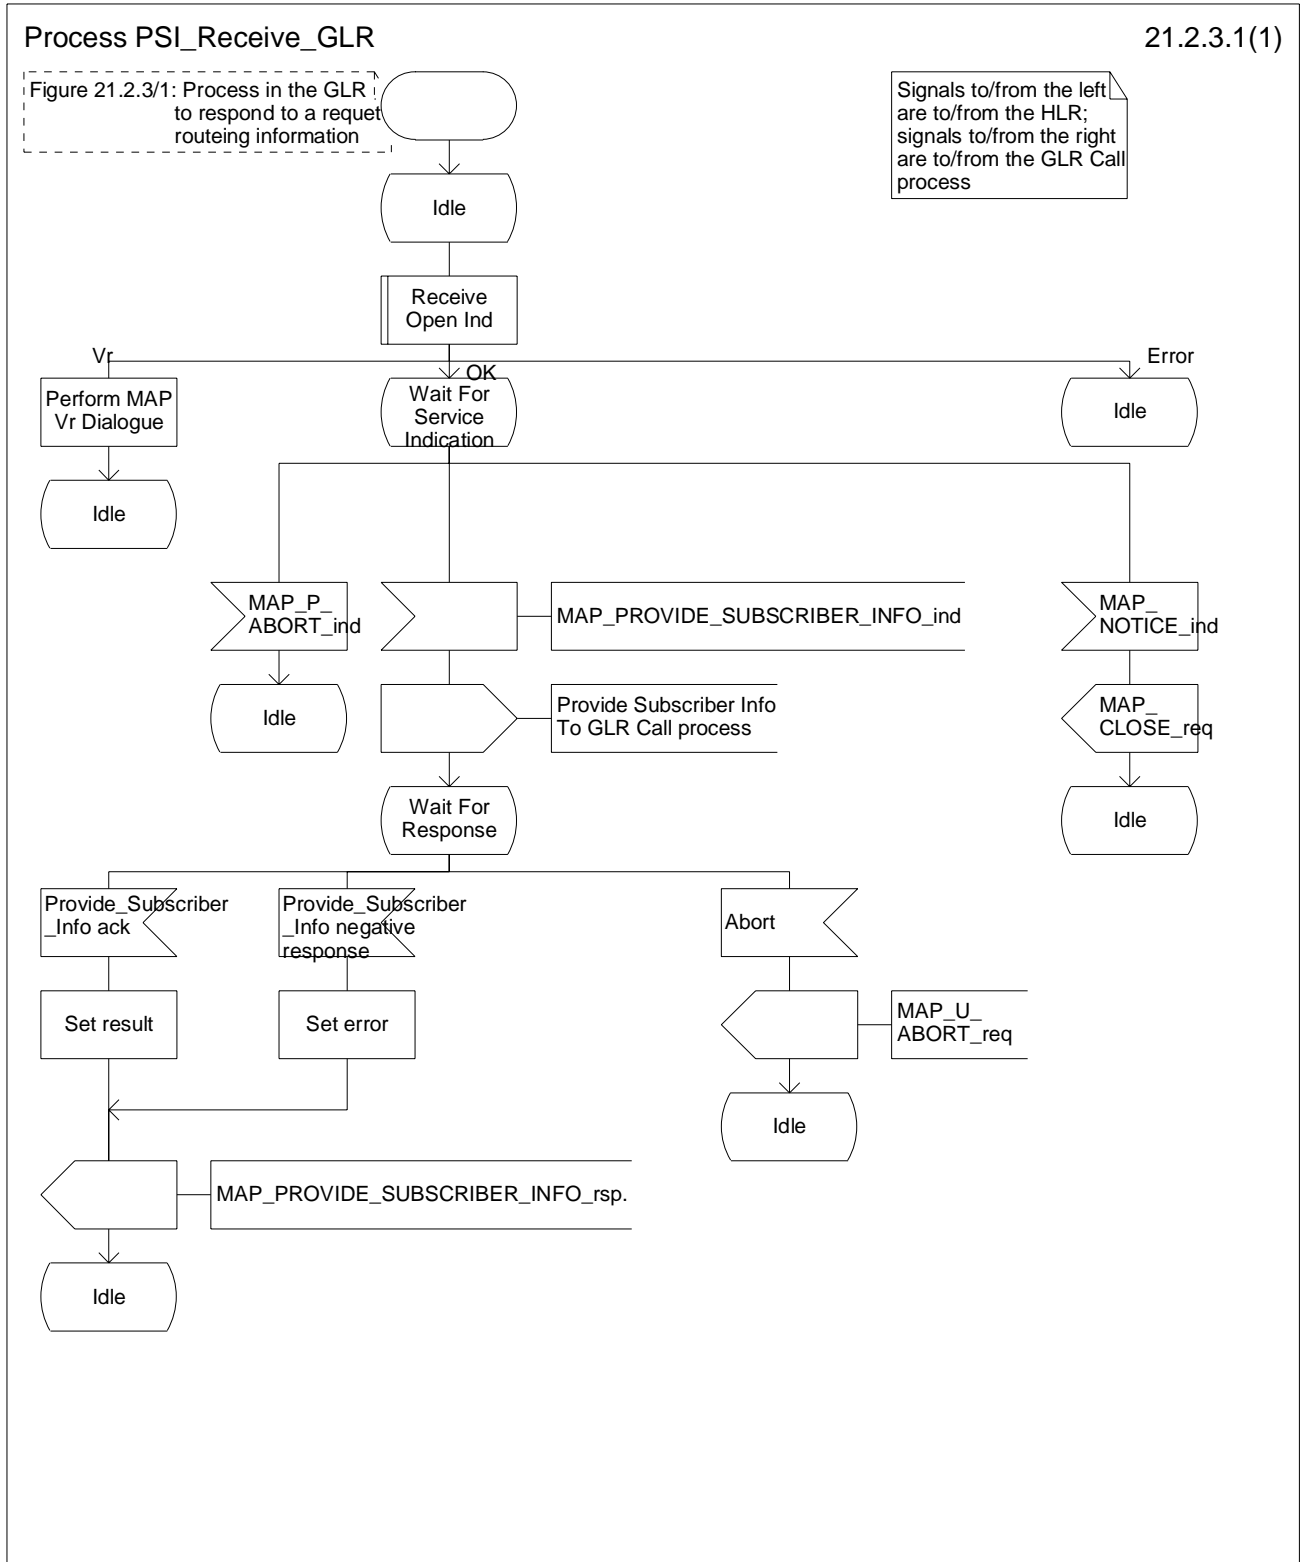 Process PSI_Receive_GLR
21.2.3.1(1)
Figure 21.2.3/1: Process in the GLR
to respond to a requet
routeing information
Signals to/from the left
are to/from the HLR;
signals to/from the right
are to/from the GLR Call
process
Idle
Receive
Open Ind
Vr
OK
Error
Perform MAP
Vr Dialogue
Wait For
Service
Indication
Idle
Idle
MAP_P_
ABORT_ind
MAP_PROVIDE_SUBSCRIBER_INFO_ind
MAP_
NOTICE_ind
Idle
Provide Subscriber Info
To GLR Call process
MAP_
CLOSE_req
Wait For
Response
Idle
Provide_Subscriber
_Info ack
Provide_Subscriber
_Info negative
response
Abort
Set result
Set error
MAP_U_
ABORT_req
Idle
MAP_PROVIDE_SUBSCRIBER_INFO_rsp.
Idle